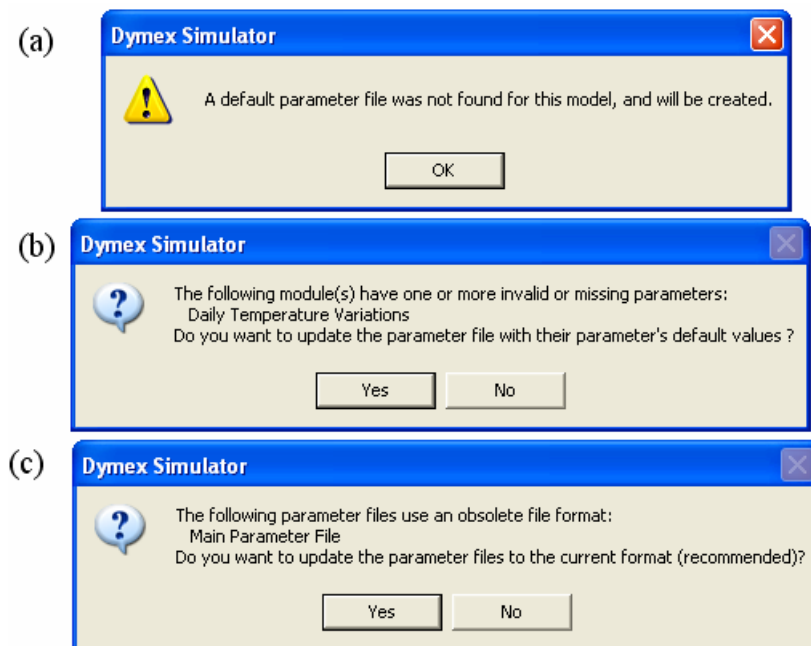 (a)
Dymex Simulator
A default parameter file was not found for this model, and will be created.
OK
(b)
Dymex Simulator
The following module(s) have one or more invalid or missing parameters:
Daily Temperature Variations
Do you want to update the parameter file with their parameter's default values ?
Yes No
(c)
Dymex Simulator
The following parameter files use an obsolete file format:
Main Parameter File
Do you want to update the parameter files to the current format (recommended)?
Yes No